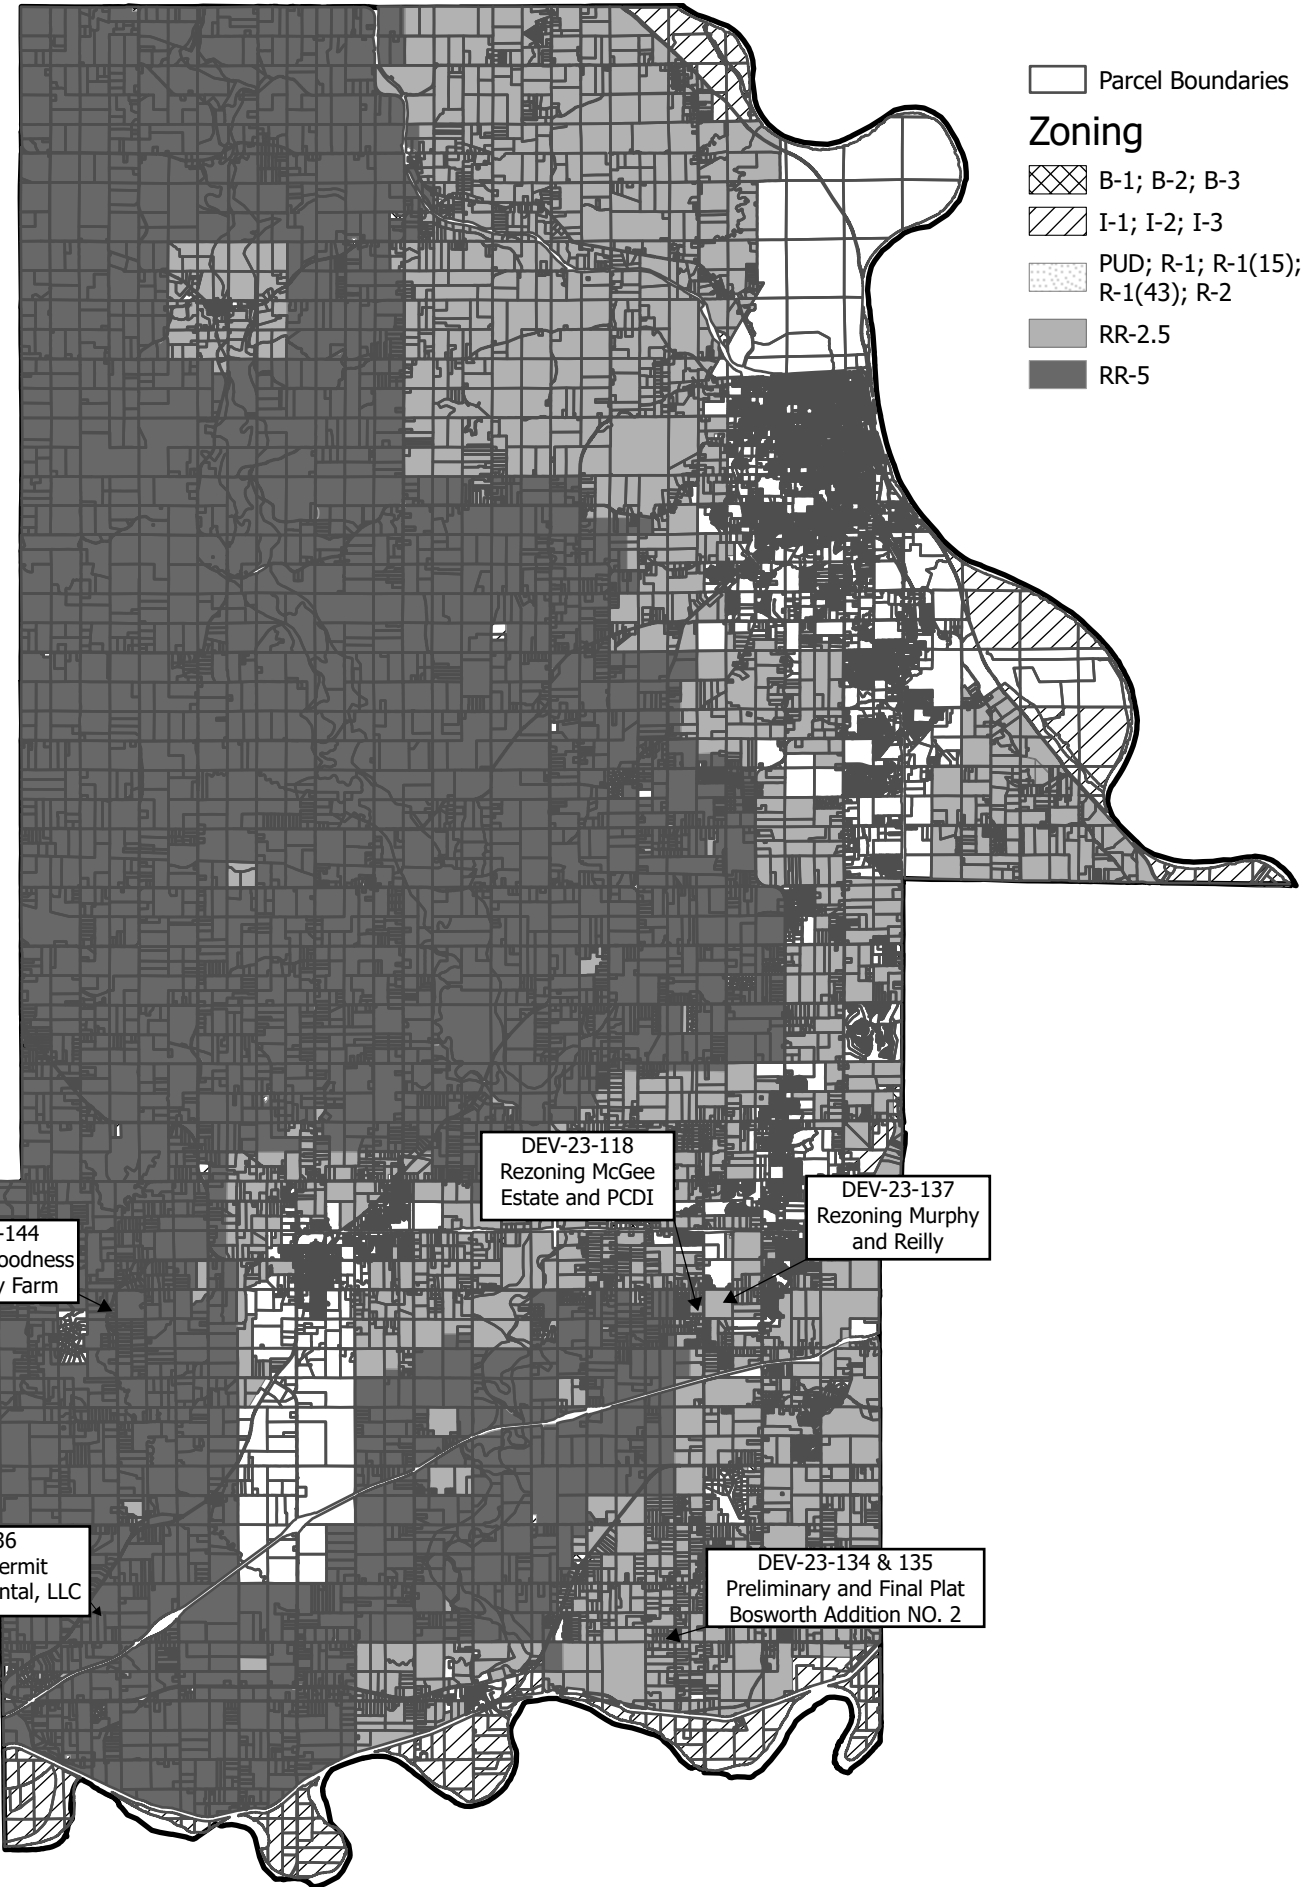 Parcel Boundaries
Zoning
B-1; B-2; B-3
I-1; I-2; I-3
PUD; R-1; R-1(15);
R-1(43); R-2
RR-2.5
RR-5
DEV-23-118
Rezoning McGee
Estate and PCDI
DEV-23-137
Rezoning Murphy
and Reilly
-144
oodness
y Farm
36
ermit
ntal, LLC
DEV-23-134 & 135
Preliminary and Final Plat
Bosworth Addition NO. 2